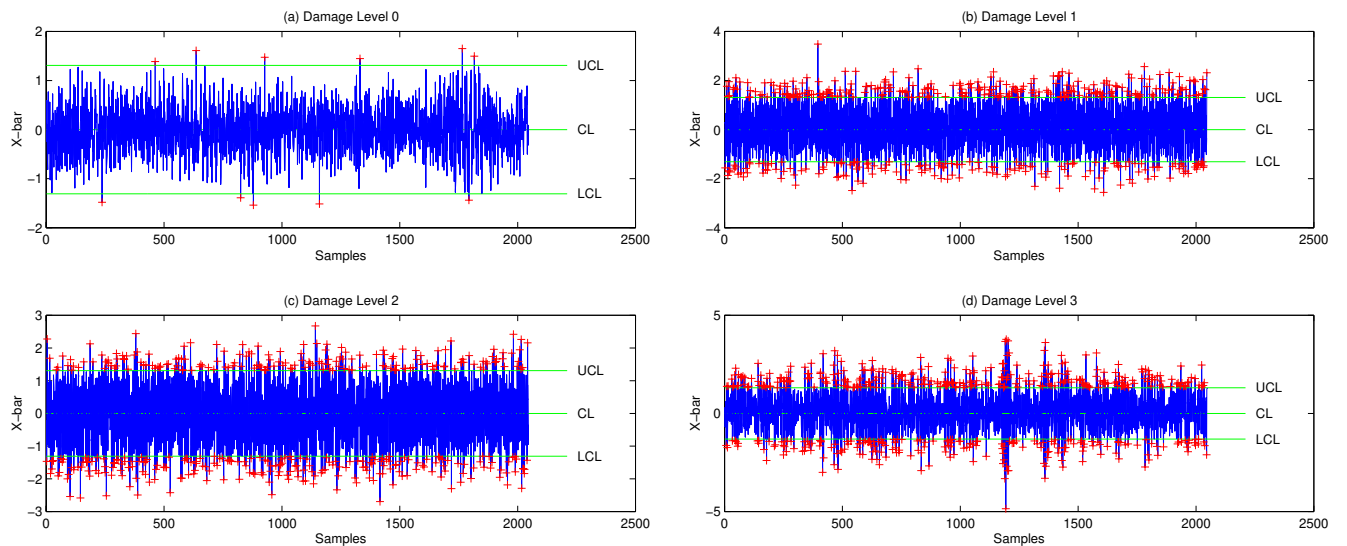 (a) Damage Level 0
2
1
0
−1
−2
X−bar
UCL
CL
LCL
0
500
1000
1500
2000
2500
Samples
(b) Damage Level 1
4
2
0
−2
−4
X−bar
UCL
CL
LCL
0
500
1000
1500
2000
2500
Samples
(c) Damage Level 2
3
2
1
0
−1
−2
−3
X−bar
UCL
CL
LCL
0
500
1000
1500
2000
2500
Samples
(d) Damage Level 3
5
0
−5
X−bar
UCL
CL
LCL
0
500
1000
1500
2000
2500
Samples